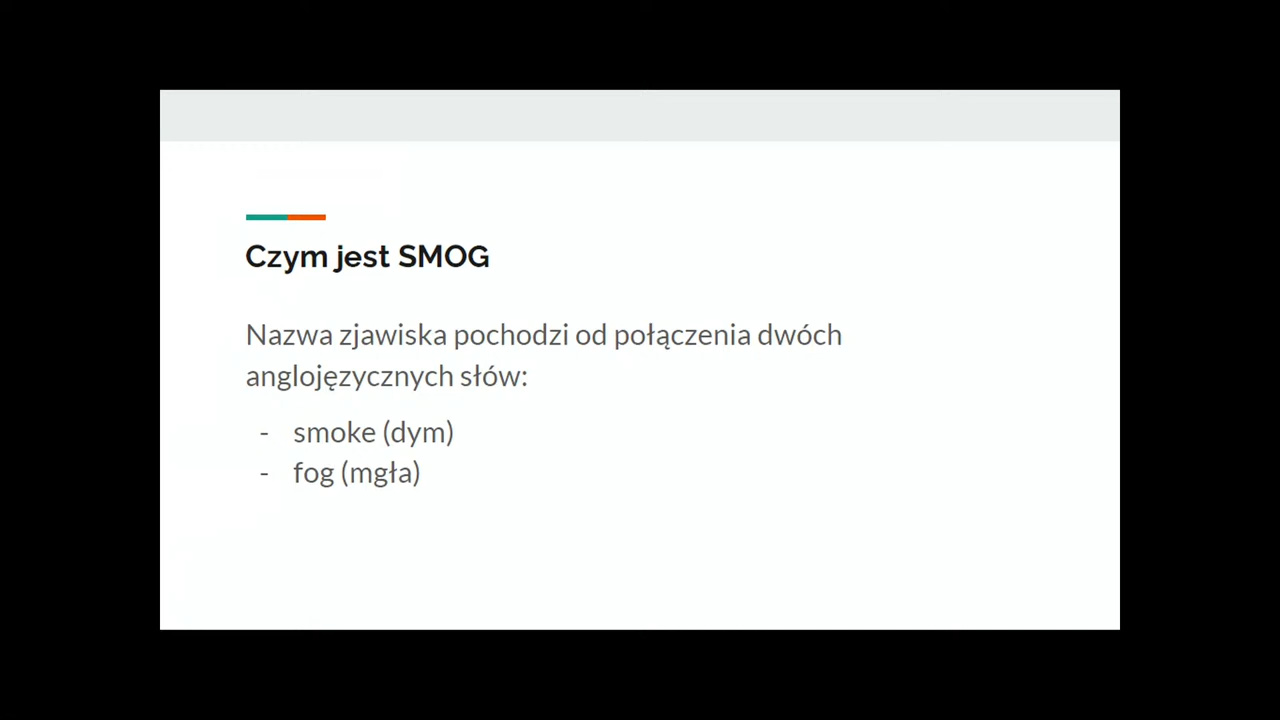 Czym jest SMOG
Nazwa zjawiska pochodzi od połączenia dwóch
anglojęzycznych słów:
- smoke (dym)
- fog (mgła)